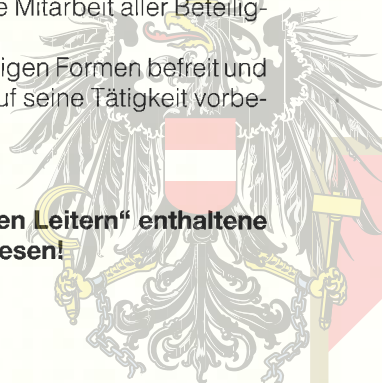 e Mitarbeit aller Beteilig-
igen Formen befreit und
uf seine Tätigkeit vorbe-
en Leitern“ enthaltene
esen!